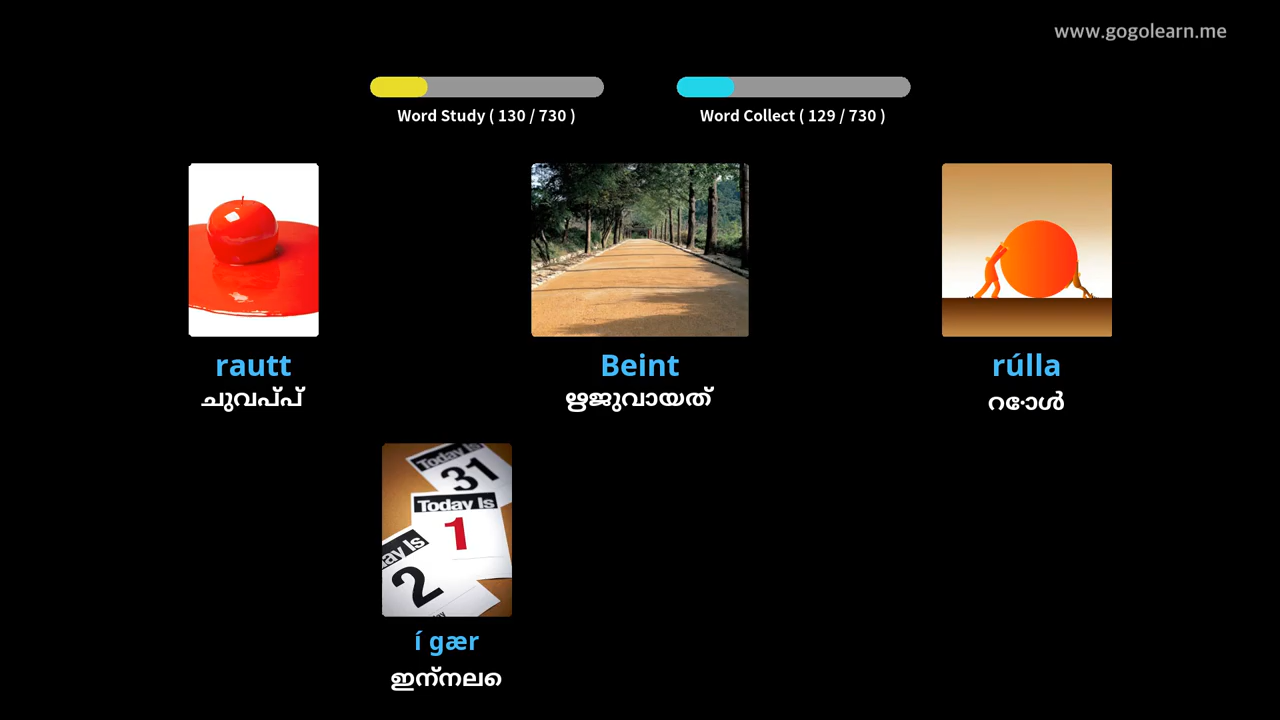 www.gogolearn.me
Word Study ( 130 / 730 )
Word Collect ( 129 / 730 )
rautt
ചുവപ്പ്
Beint
ഋജുവായത്
rúlla
റോൾ
Today Is
31
Today Is
1
ay Is
2
í gær
ഇന്നലെ